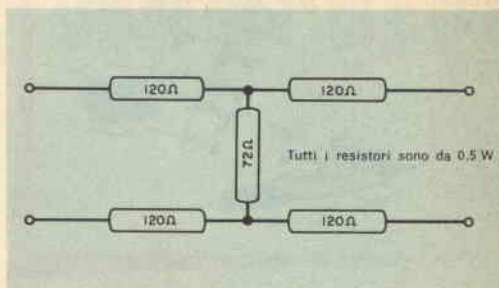 120Ω 120Ω
72Ω
Tutti i resistori sono da 0,5 W
120Ω 120Ω